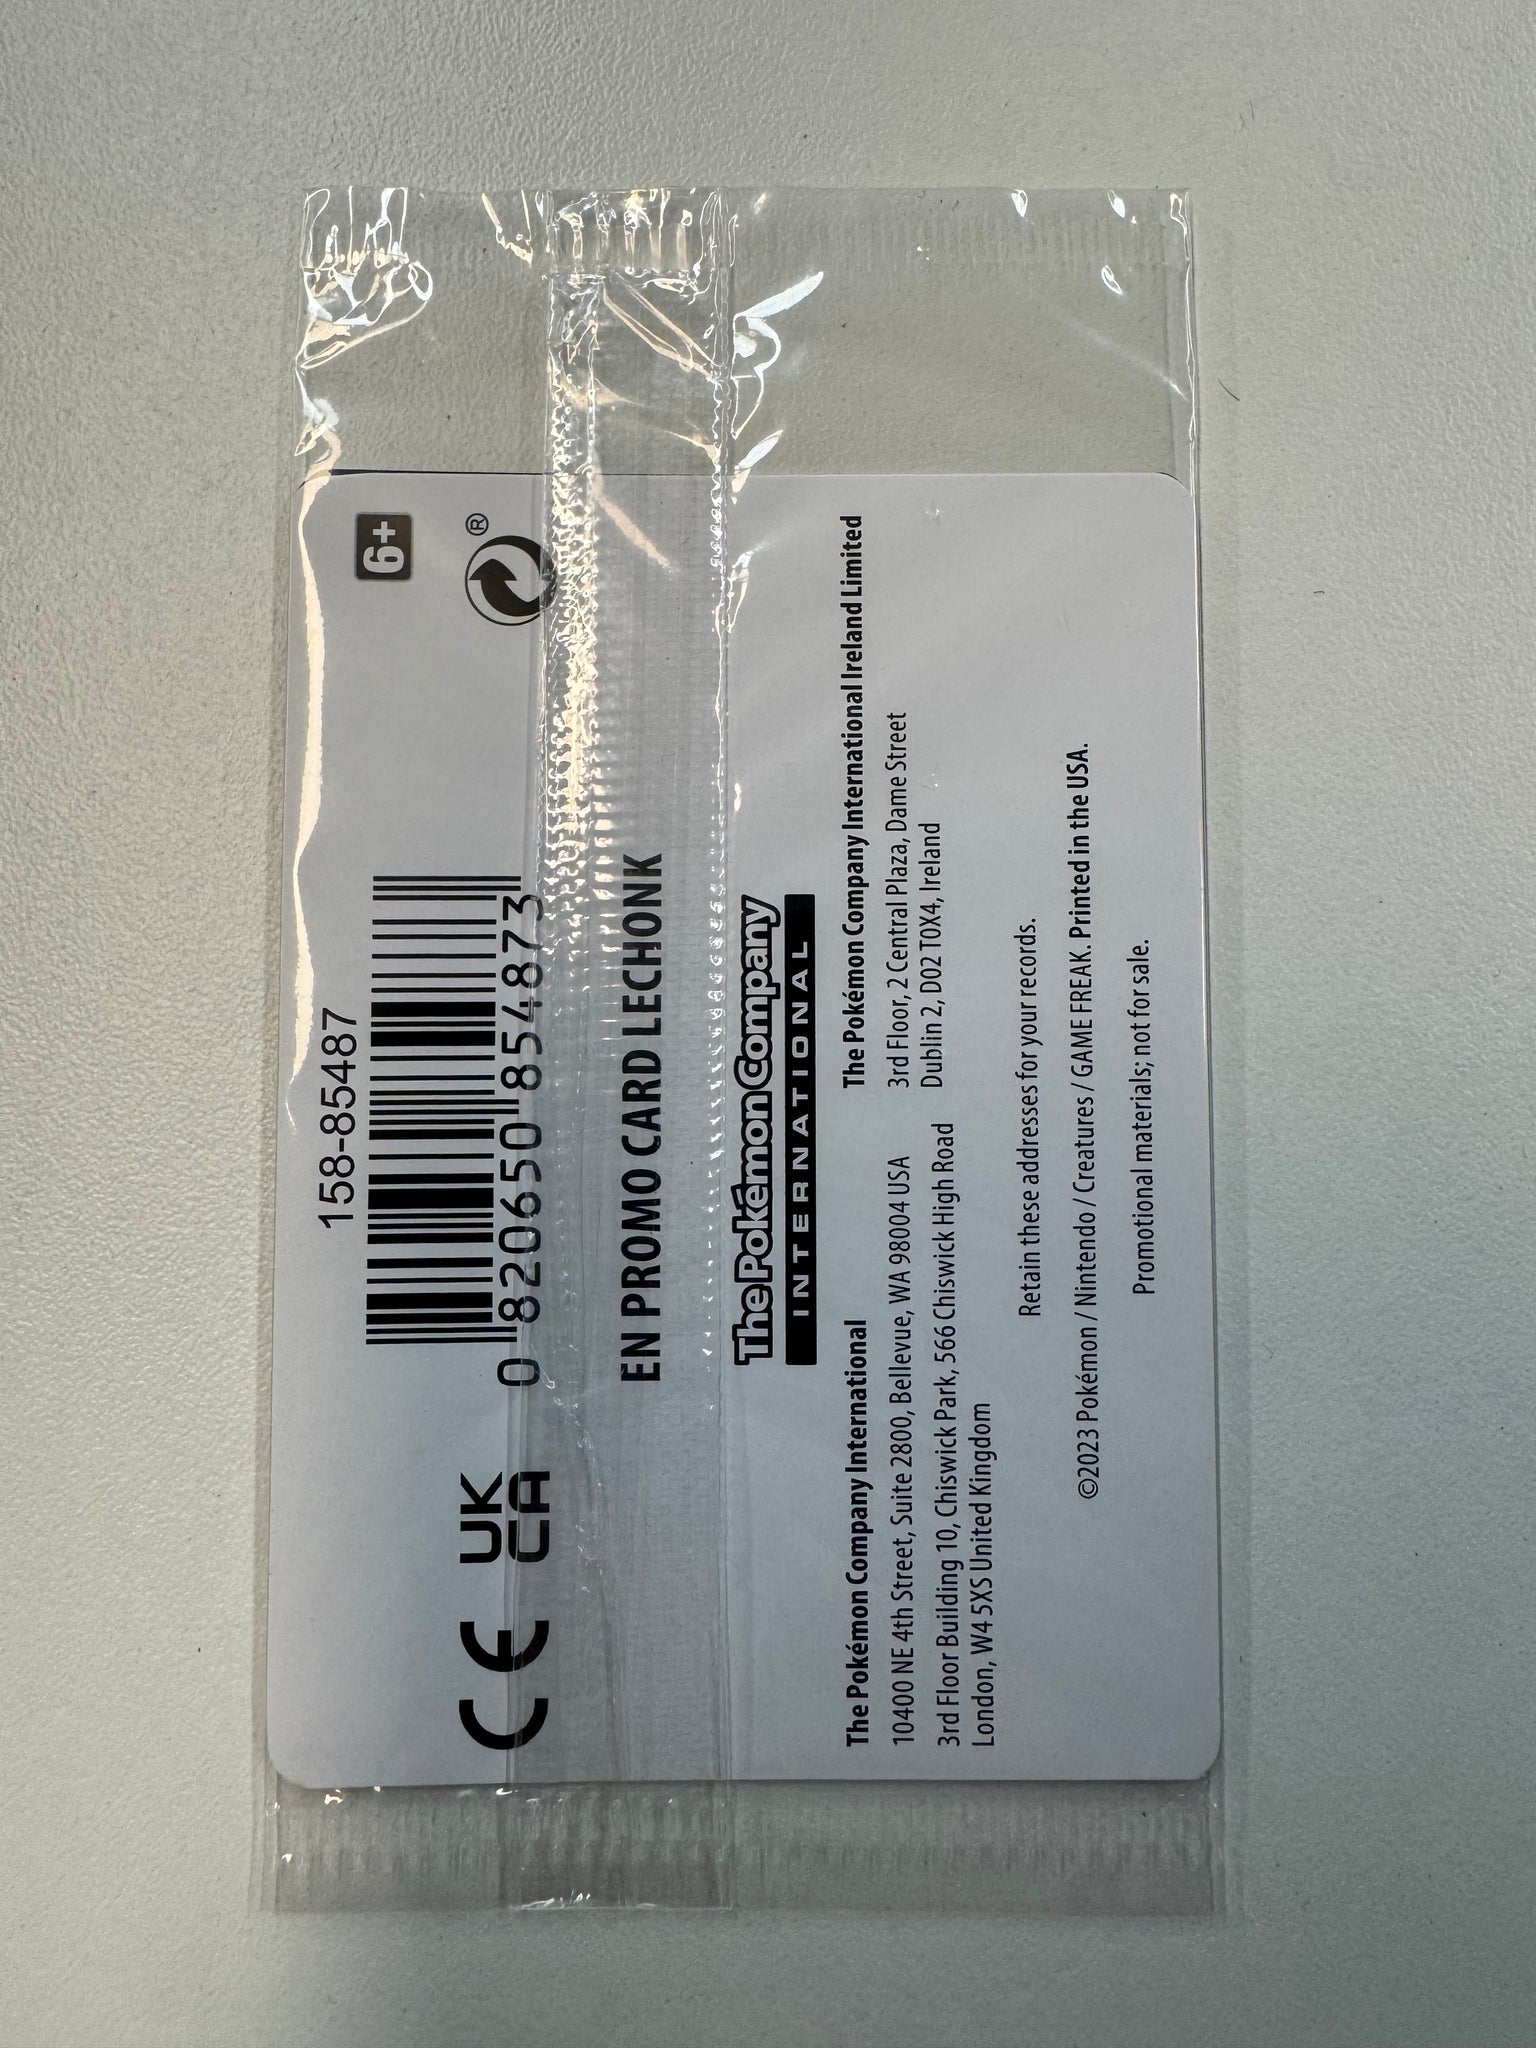 158-85487
6+
CE
UK
CA
0 82065085487 3
®
EN PROMO CARD LECHONK
The Pokémon Company
INTERNATIONAL
The Pokémon Company International
10400 NE 4th Street, Suite 2800, Bellevue, WA 98004 USA
3rd Floor Building 10, Chiswick Park, 566 Chiswick High Road
London, W4 5XS United Kingdom
The Pokémon Company International Ireland Limited
3rd Floor, 2 Central Plaza, Dame Street
Dublin 2, D02 T0X4, Ireland
Retain these addresses for your records.
©2023 Pokémon / Nintendo / Creatures / GAME FREAK. Printed in the USA.
Promotional materials; not for sale.